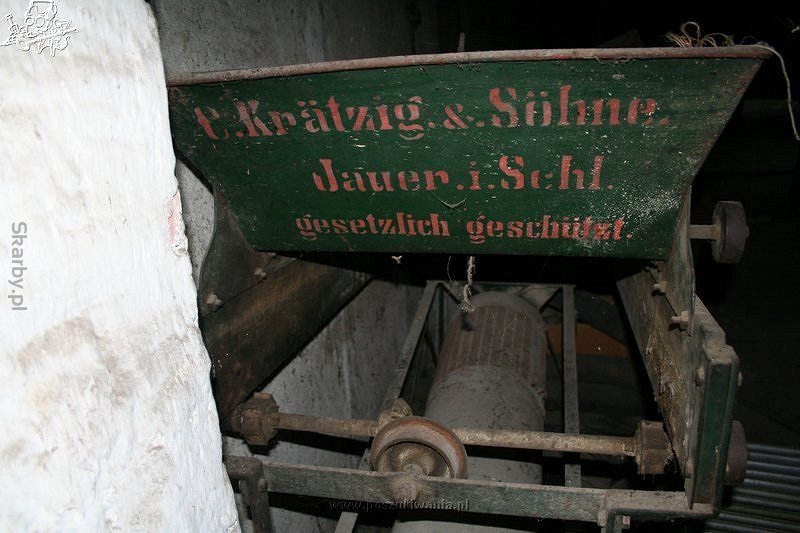 C. Krätzig. & . Söhne.
Jauer. i. Schl.
gesetzlich geschützt.
Skarby.pl
www.poszukiwania.pl